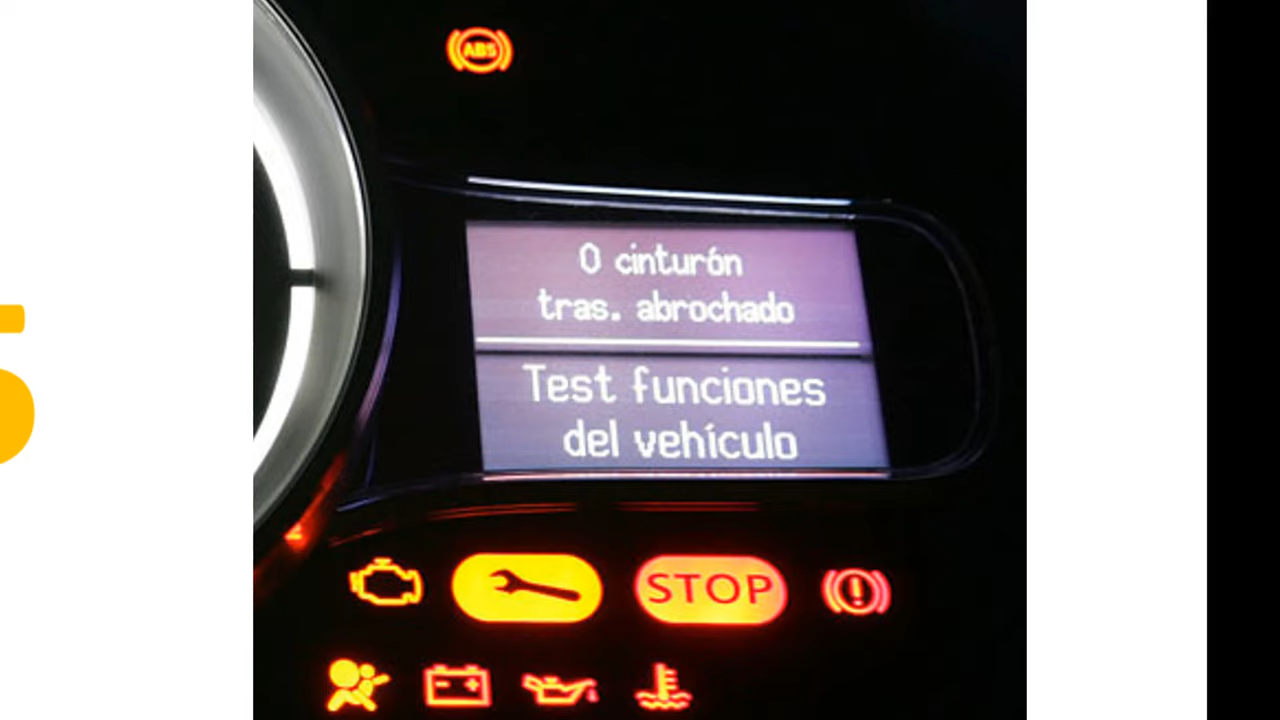 ABS
0 cinturón
tras. abrochado
Test funciones
del vehículo
STOP